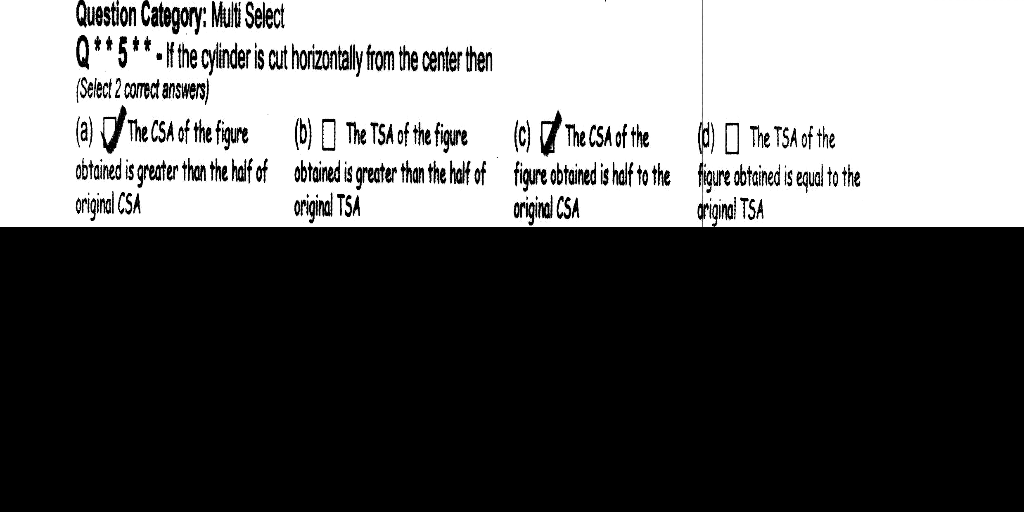 Question Category: Multi Select
Q * * 5 * * - If the cylinder is cut horizontally from the center then
(Select 2 correct answers)
(a) The CSA of the figure obtained is greater than the half of original CSA
(b) The TSA of the figure obtained is greater than the half of original TSA
(c) The CSA of the figure obtained is half to the original CSA
(d) The TSA of the figure obtained is equal to the original TSA